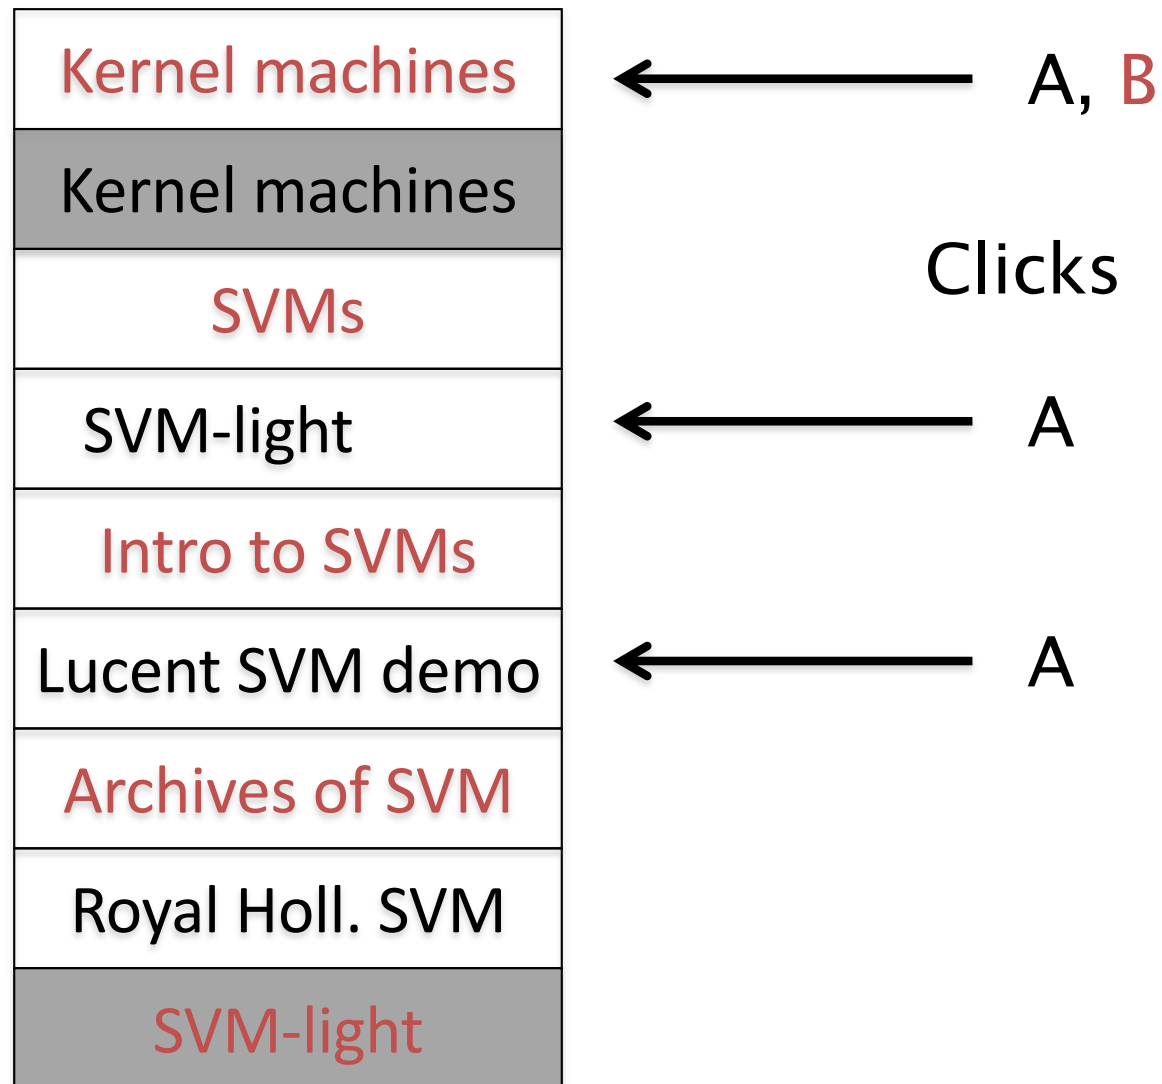 Kernel machines
A, B
Kernel machines
Clicks
SVMs
SVM-light
A
Intro to SVMs
Lucent SVM demo
A
Archives of SVM
Royal Holl. SVM
SVM-light